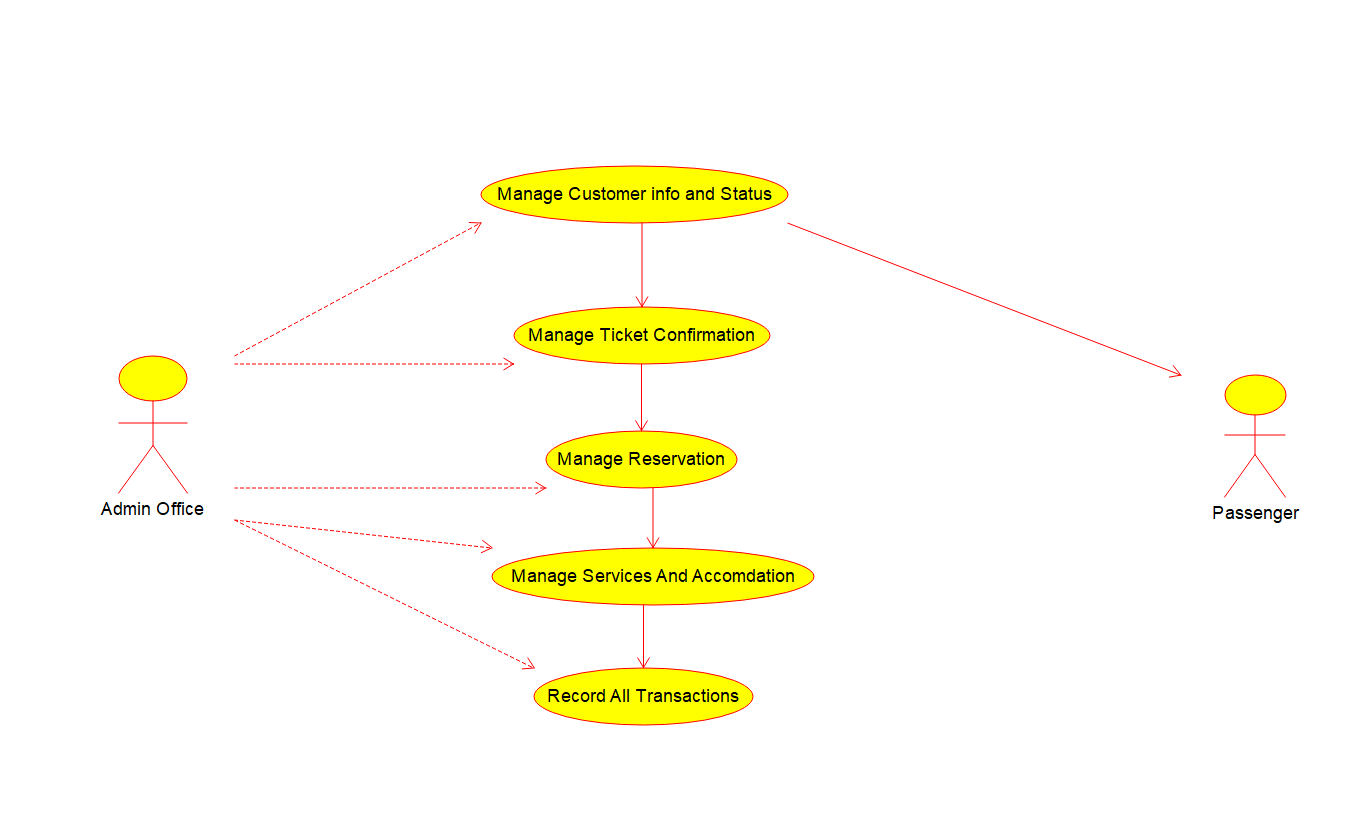 Manage Customer info and Status
Manage Ticket Confirmation
Manage Reservation
Admin Office
Passenger
Manage Services And Accomdation
Record All Transactions